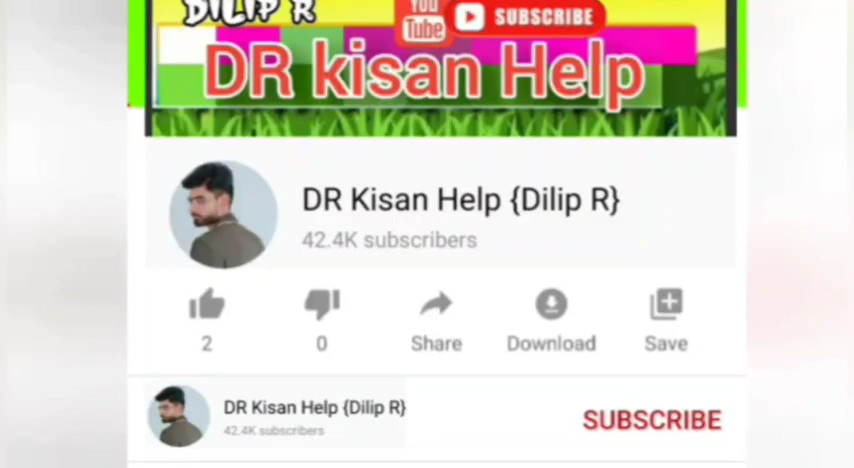 DILIP R
You
Tube
SUBSCRIBE
DR kisan Help
DR Kisan Help {Dilip R}
42.4K subscribers
2
0
Share
Download
Save
DR Kisan Help {Dilip R}
42.4K subscribers
SUBSCRIBE